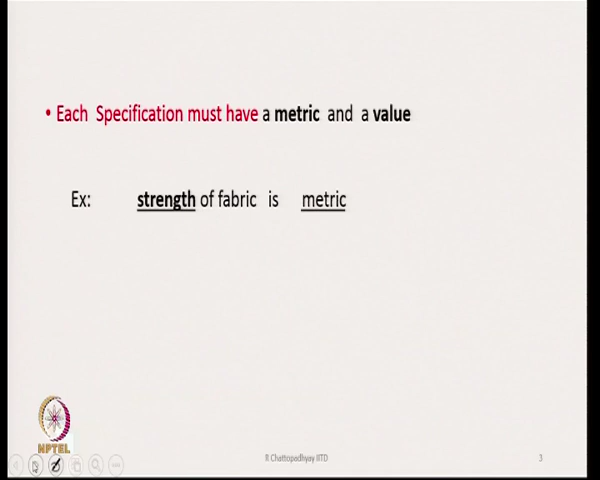 • Each Specification must have a metric and a value
Ex: strength of fabric is metric
NPTEL
R Chattopadhyay IITD 3